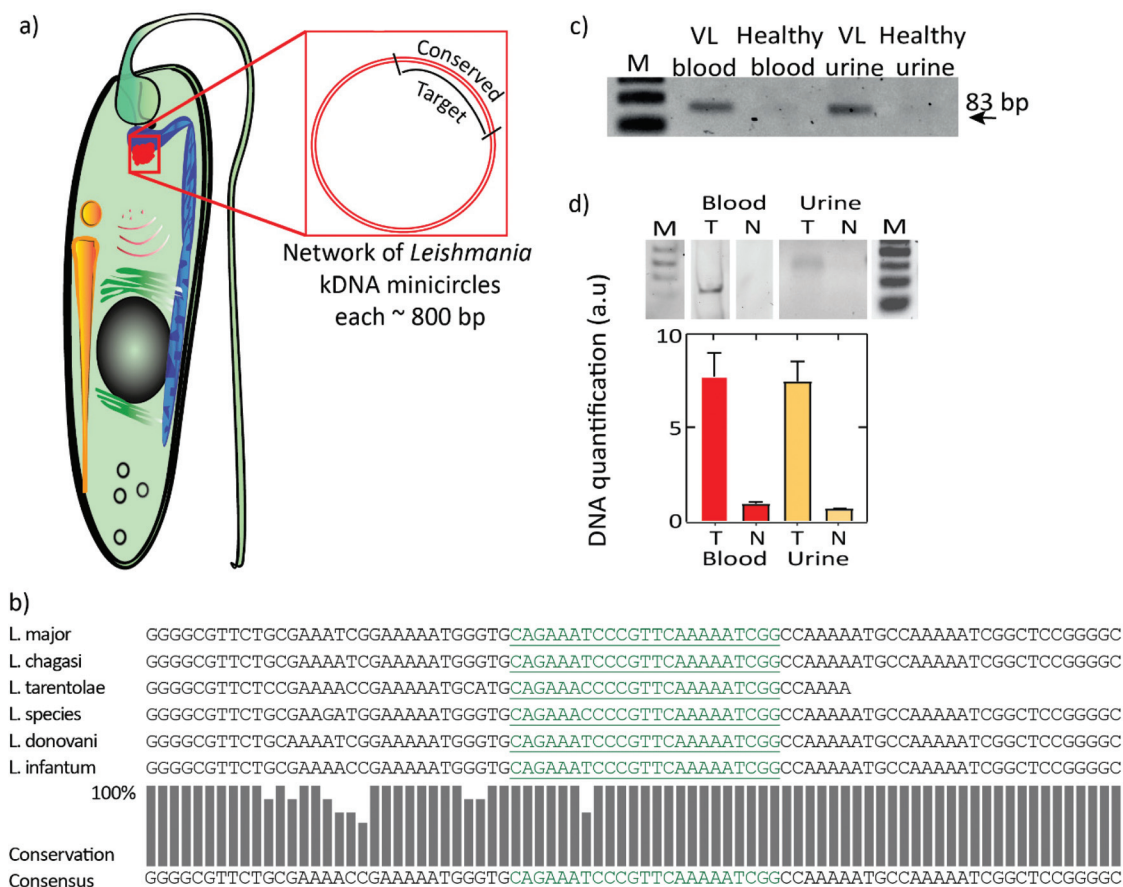 a)
Conserved
Target
Network of Leishmania
kDNA minicircles
each ~ 800 bp
c)
M VL blood Healthy blood VL urine Healthy urine
83 bp
d)
Blood Urine
M T N T N M
DNA quantification (a.u)
10
5
0
T N T N
Blood Urine
b)
L. major GGGGCGTTCTGCGAAATCGGAAAAATGGGTGCAGAAATCCCGTTCAAAAATCGGCCAAAAATGCCAAAAATCGGCTCCGGGGC
L. chagasi GGGGCGTTCTGCGAAAATCGAAAAATGGGTGCAGAAATCCCGTTCAAAAATCGGCCAAAAATGCCAAAAATCGGCTCCGGGGC
L. tarentolae GGGGCGTTCTCCGAAAACCGAAAAATGCATGCAGAAACCCCGTTCAAAAATCGGCCAAAA
L. species GGGGCGTTCTGCGAAGATGGAAAAATGGGTGCAGAAACCCCGTTCAAAAATCGGCCAAAAATGCCAAAAATCGGCTCCGGGGC
L. donovani GGGGCGTTCTGCAAAATCGGAAAAATGGGTGCAGAAATCCCGTTCAAAAATCGGCCAAAAATGCCAAAAATCGGCTCCGGGGC
L. infantum GGGGCGTTCTGCGAAAACCGAAAAATGGGTGCAGAAATCCCGTTCAAAAATCGGCCAAAAATGCCAAAAATCGGCTCCGGGGC
100%
Conservation
Consensus GGGGCGTTCTGCGAAAACCGAAAAATGGGTGCAGAAATCCCGTTCAAAAATCGGCCAAAAATGCCAAAAATCGGCTCCGGGGC